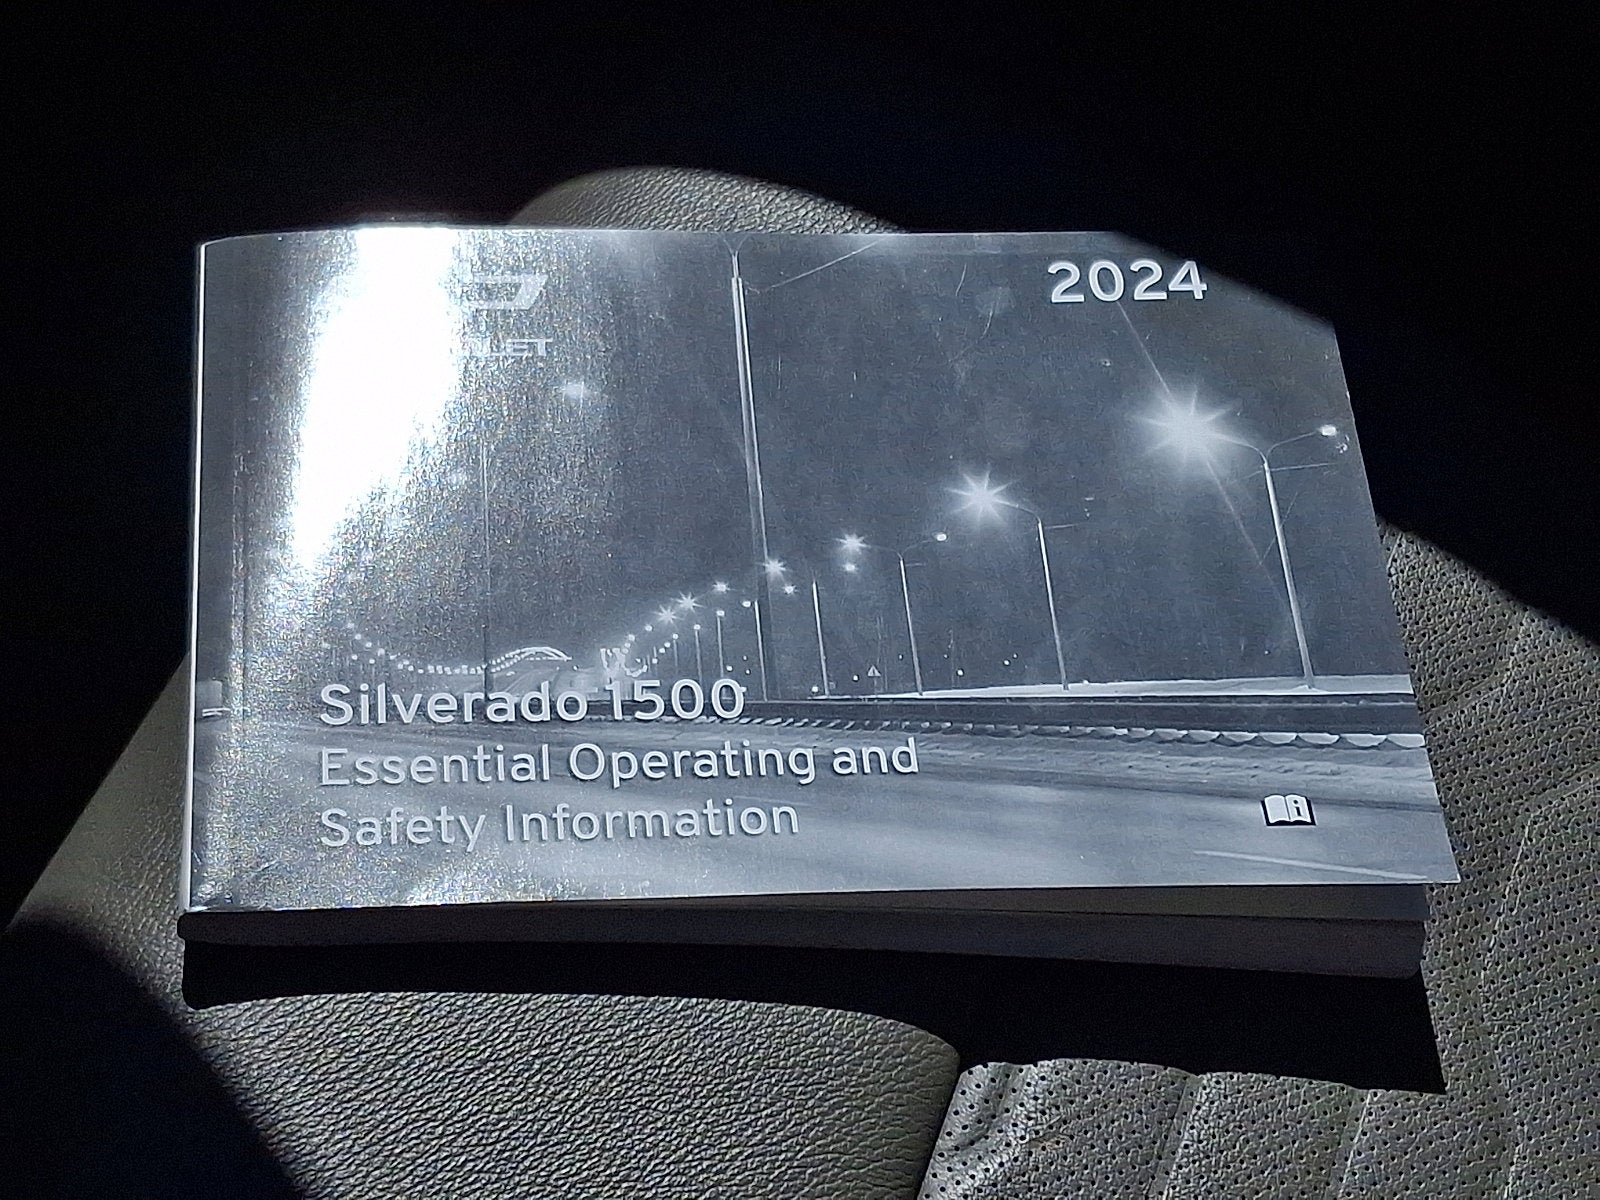 2024
Silverado 1500
Essential Operating and
Safety Information